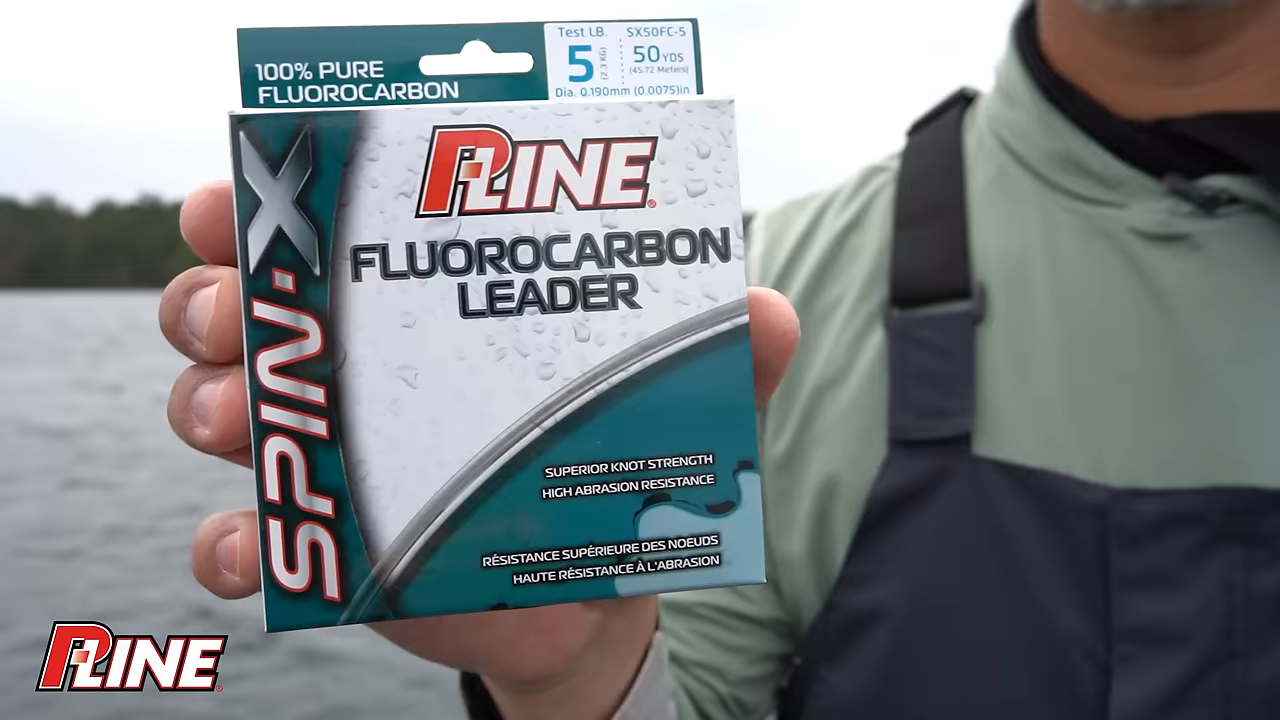 100% PURE
FLUOROCARBON
Test LB. SX50FC-5
5 (2.3 KG) 50 YDS
(45.72 Meters)
Dia. 0.190mm (0.0075)in
P-LINE®
FLUOROCARBON
LEADER
SPIN-X
SUPERIOR KNOT STRENGTH
HIGH ABRASION RESISTANCE
RÉSISTANCE SUPÉRIEURE DES NOEUDS
HAUTE RÉSISTANCE À L'ABRASION
P-LINE®